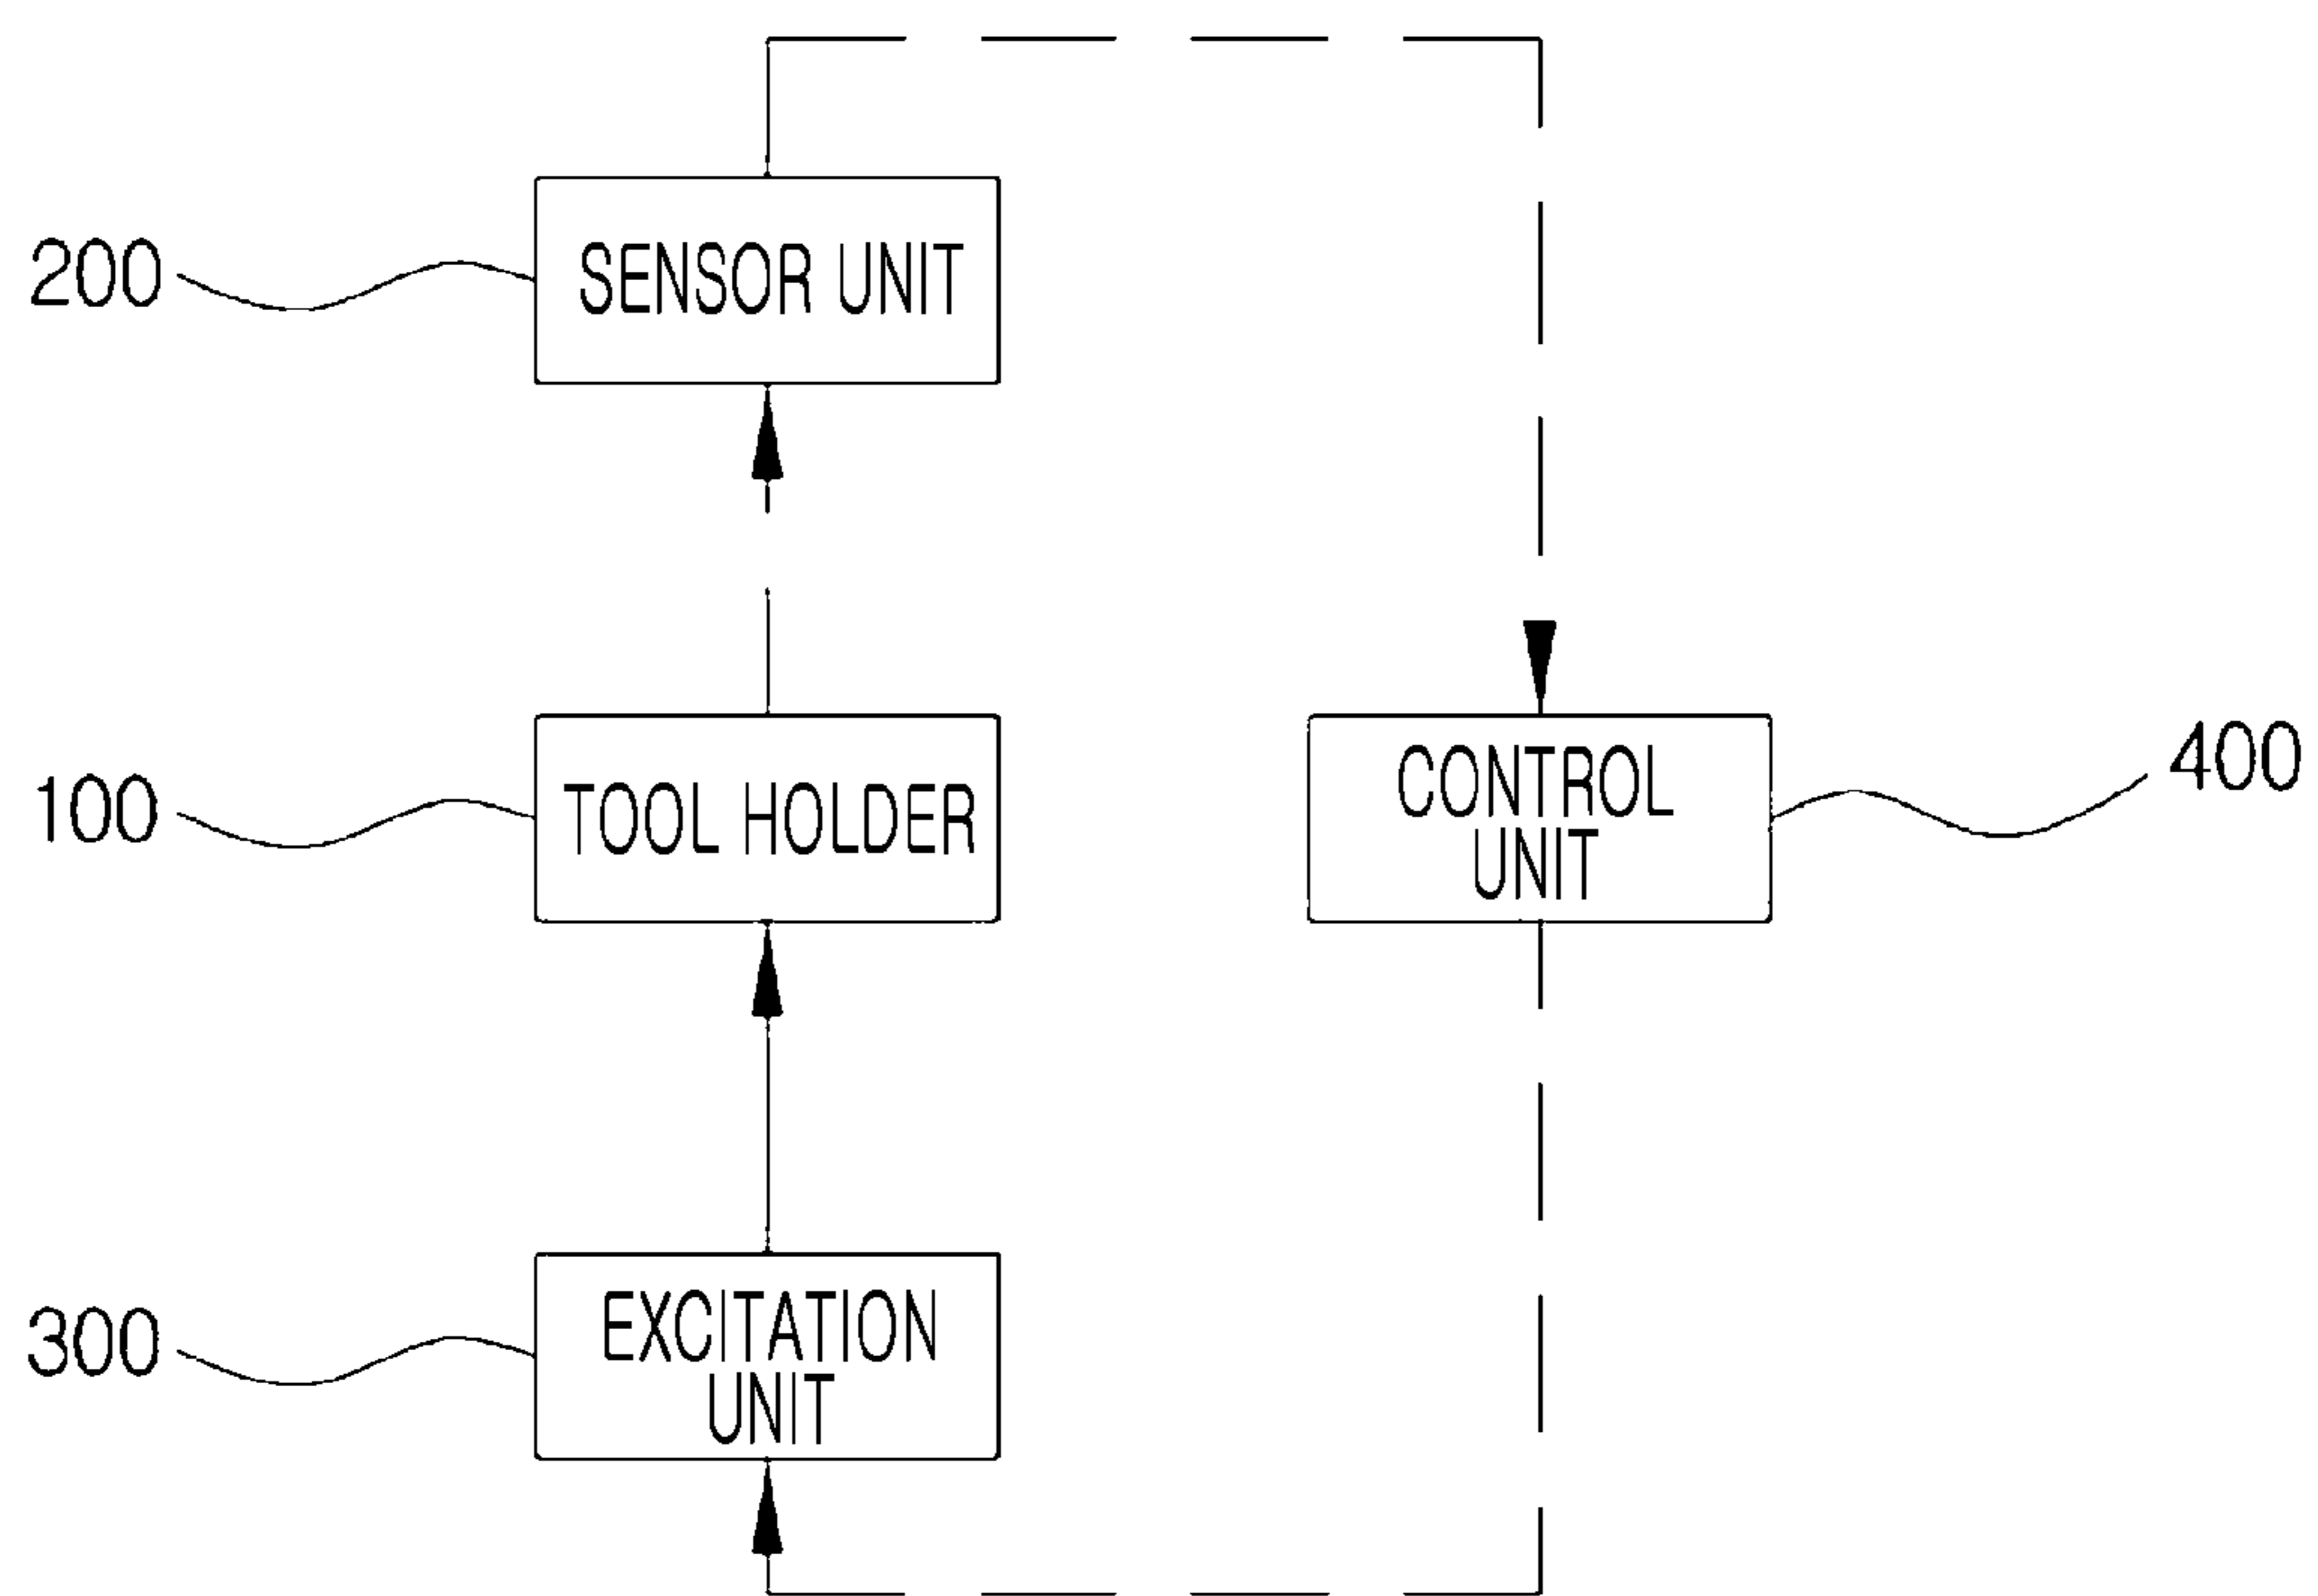 200
SENSOR UNIT
100
TOOL HOLDER
CONTROL
UNIT
400
300
EXCITATION
UNIT